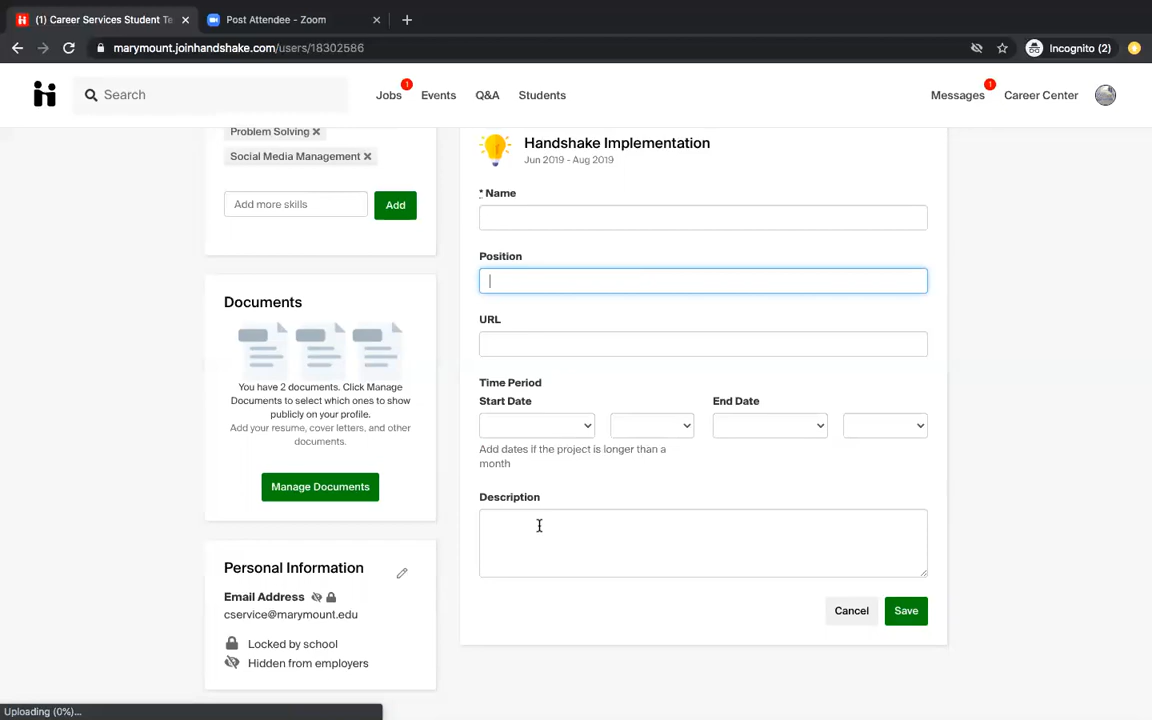 (1) Career Services Student Te
Post Attendee - Zoom
marymount.joinhandshake.com/users/18302586
Incognito (2)
Search
Jobs
1
Events
Q&A
Students
Messages
1
Career Center
Problem Solving
Social Media Management
Add more skills
Add
Documents
You have 2 documents. Click Manage
Documents to select which ones to show
publicly on your profile.
Add your resume, cover letters, and other
documents.
Manage Documents
Personal Information
Email Address
cservice@marymount.edu
Locked by school
Hidden from employers
Handshake Implementation
Jun 2019 - Aug 2019
* Name
Position
URL
Time Period
Start Date
End Date
Add dates if the project is longer than a
month
Description
Cancel
Save
Uploading (0%)...